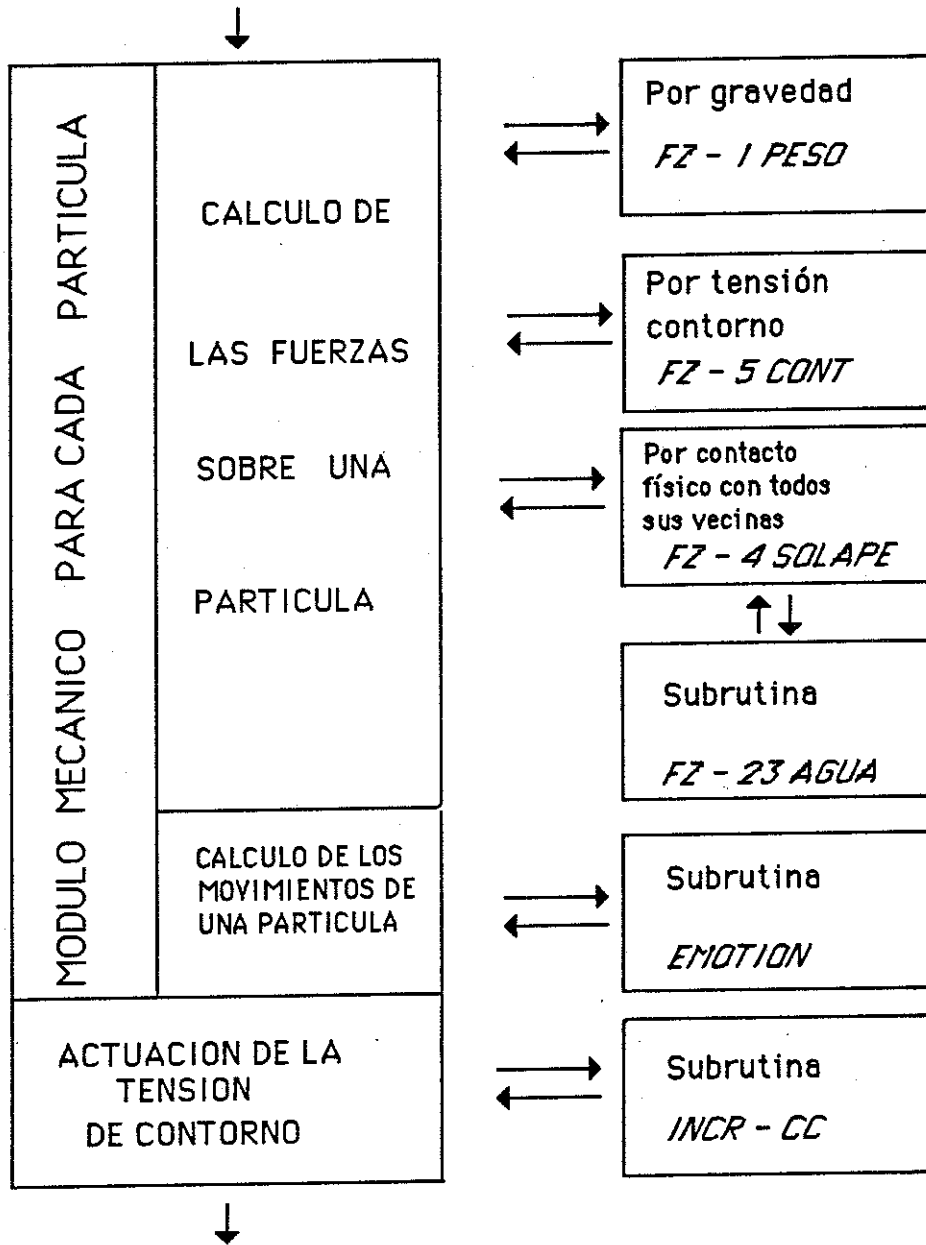 MODULO MECANICO PARA CADA PARTICULA
CALCULO DE
LAS FUERZAS
SOBRE UNA
PARTICULA
Por gravedad
FZ - 1 PESO
Por tensión
contorno
FZ - 5 CONT
Por contacto
físico con todos
sus vecinas
FZ - 4 SOLAPE
Subrutina
FZ - 23 AGUA
CALCULO DE LOS
MOVIMIENTOS DE
UNA PARTICULA
Subrutina
EMOTION
ACTUACION DE LA
TENSION
DE CONTORNO
Subrutina
INCR - CC